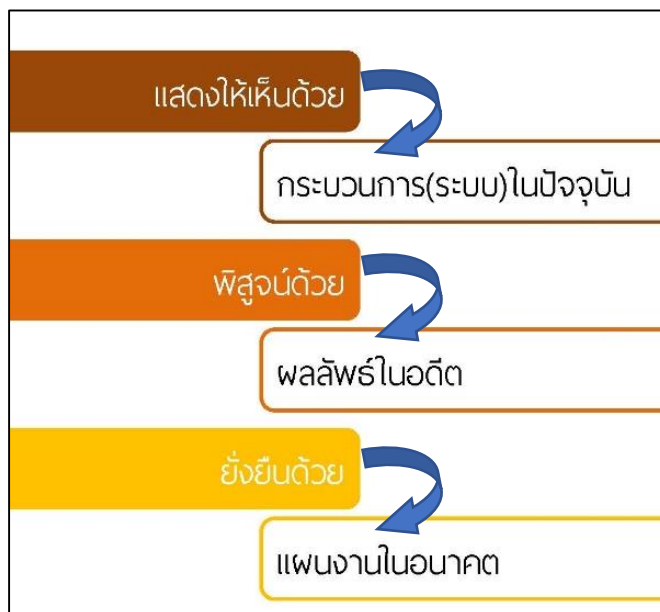 แสดงให้เห็นด้วย
กระบวนการ(ระบบ)ในปัจจุบัน
พิสูจน์ด้วย
ผลลัพธ์ในอดีต
ยั่งยืนด้วย
แผนงานในอนาคต